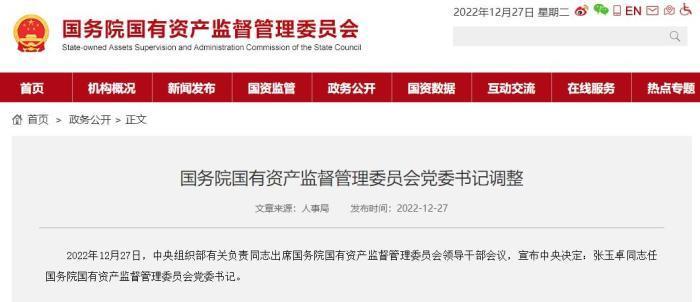 国务院国有资产监督管理委员会
State-owned Assets Supervision and Administration Commission of the State Council
2022年12月27日 星期二 EN
首页 机构概况 新闻发布 国资监管 政务公开 国资数据 互动交流 在线服务 热点专题
首页 > 政务公开 > 正文
国务院国有资产监督管理委员会党委书记调整
文章来源：人事局 发布时间：2022-12-27
2022年12月27日，中央组织部有关负责同志出席国务院国有资产监督管理委员会领导干部会议，宣布中央决定：张玉卓同志任
国务院国有资产监督管理委员会党委书记。